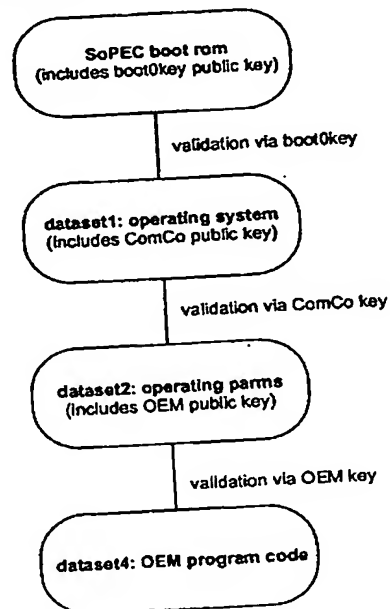 SoPEC boot rom
(includes boot0key public key)
validation via boot0key
dataset1: operating system
(includes ComCo public key)
validation via ComCo key
dataset2: operating parms
(includes OEM public key)
validation via OEM key
dataset4: OEM program code